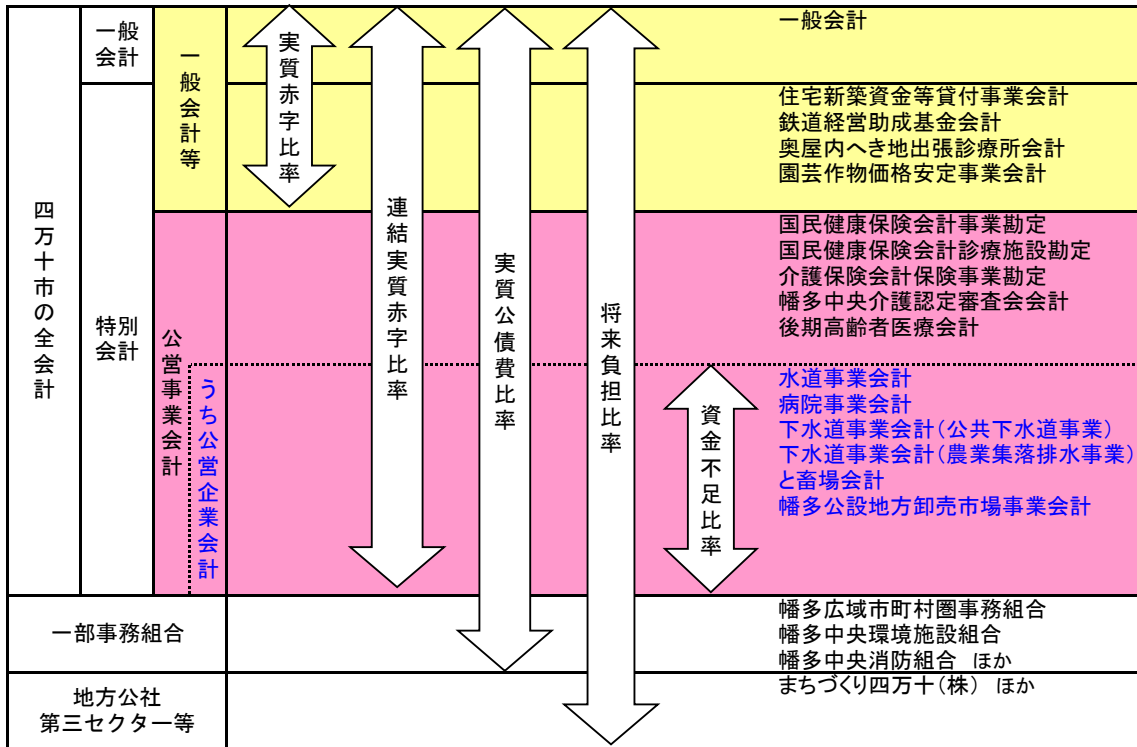 四万十市の全会計
一般
会計
特別
会計
一般会計等
公営事業会計
うち公営企業会計
実質赤字比率
連結実質赤字比率
実質公債費比率
将来負担比率
資金不足比率
一般会計
住宅新築資金等貸付事業会計
鉄道経営助成基金会計
奥屋内へき地出張診療所会計
園芸作物価格安定事業会計
国民健康保険会計事業勘定
国民健康保険会計診療施設勘定
介護保険会計保険事業勘定
幡多中央介護認定審査会会計
後期高齢者医療会計
水道事業会計
病院事業会計
下水道事業会計(公共下水道事業)
下水道事業会計(農業集落排水事業)
と畜場会計
幡多公設地方卸売市場事業会計
一部事務組合
幡多広域市町村圏事務組合
幡多中央環境施設組合
幡多中央消防組合 ほか
地方公社
第三セクター等
まちづくり四万十(株) ほか